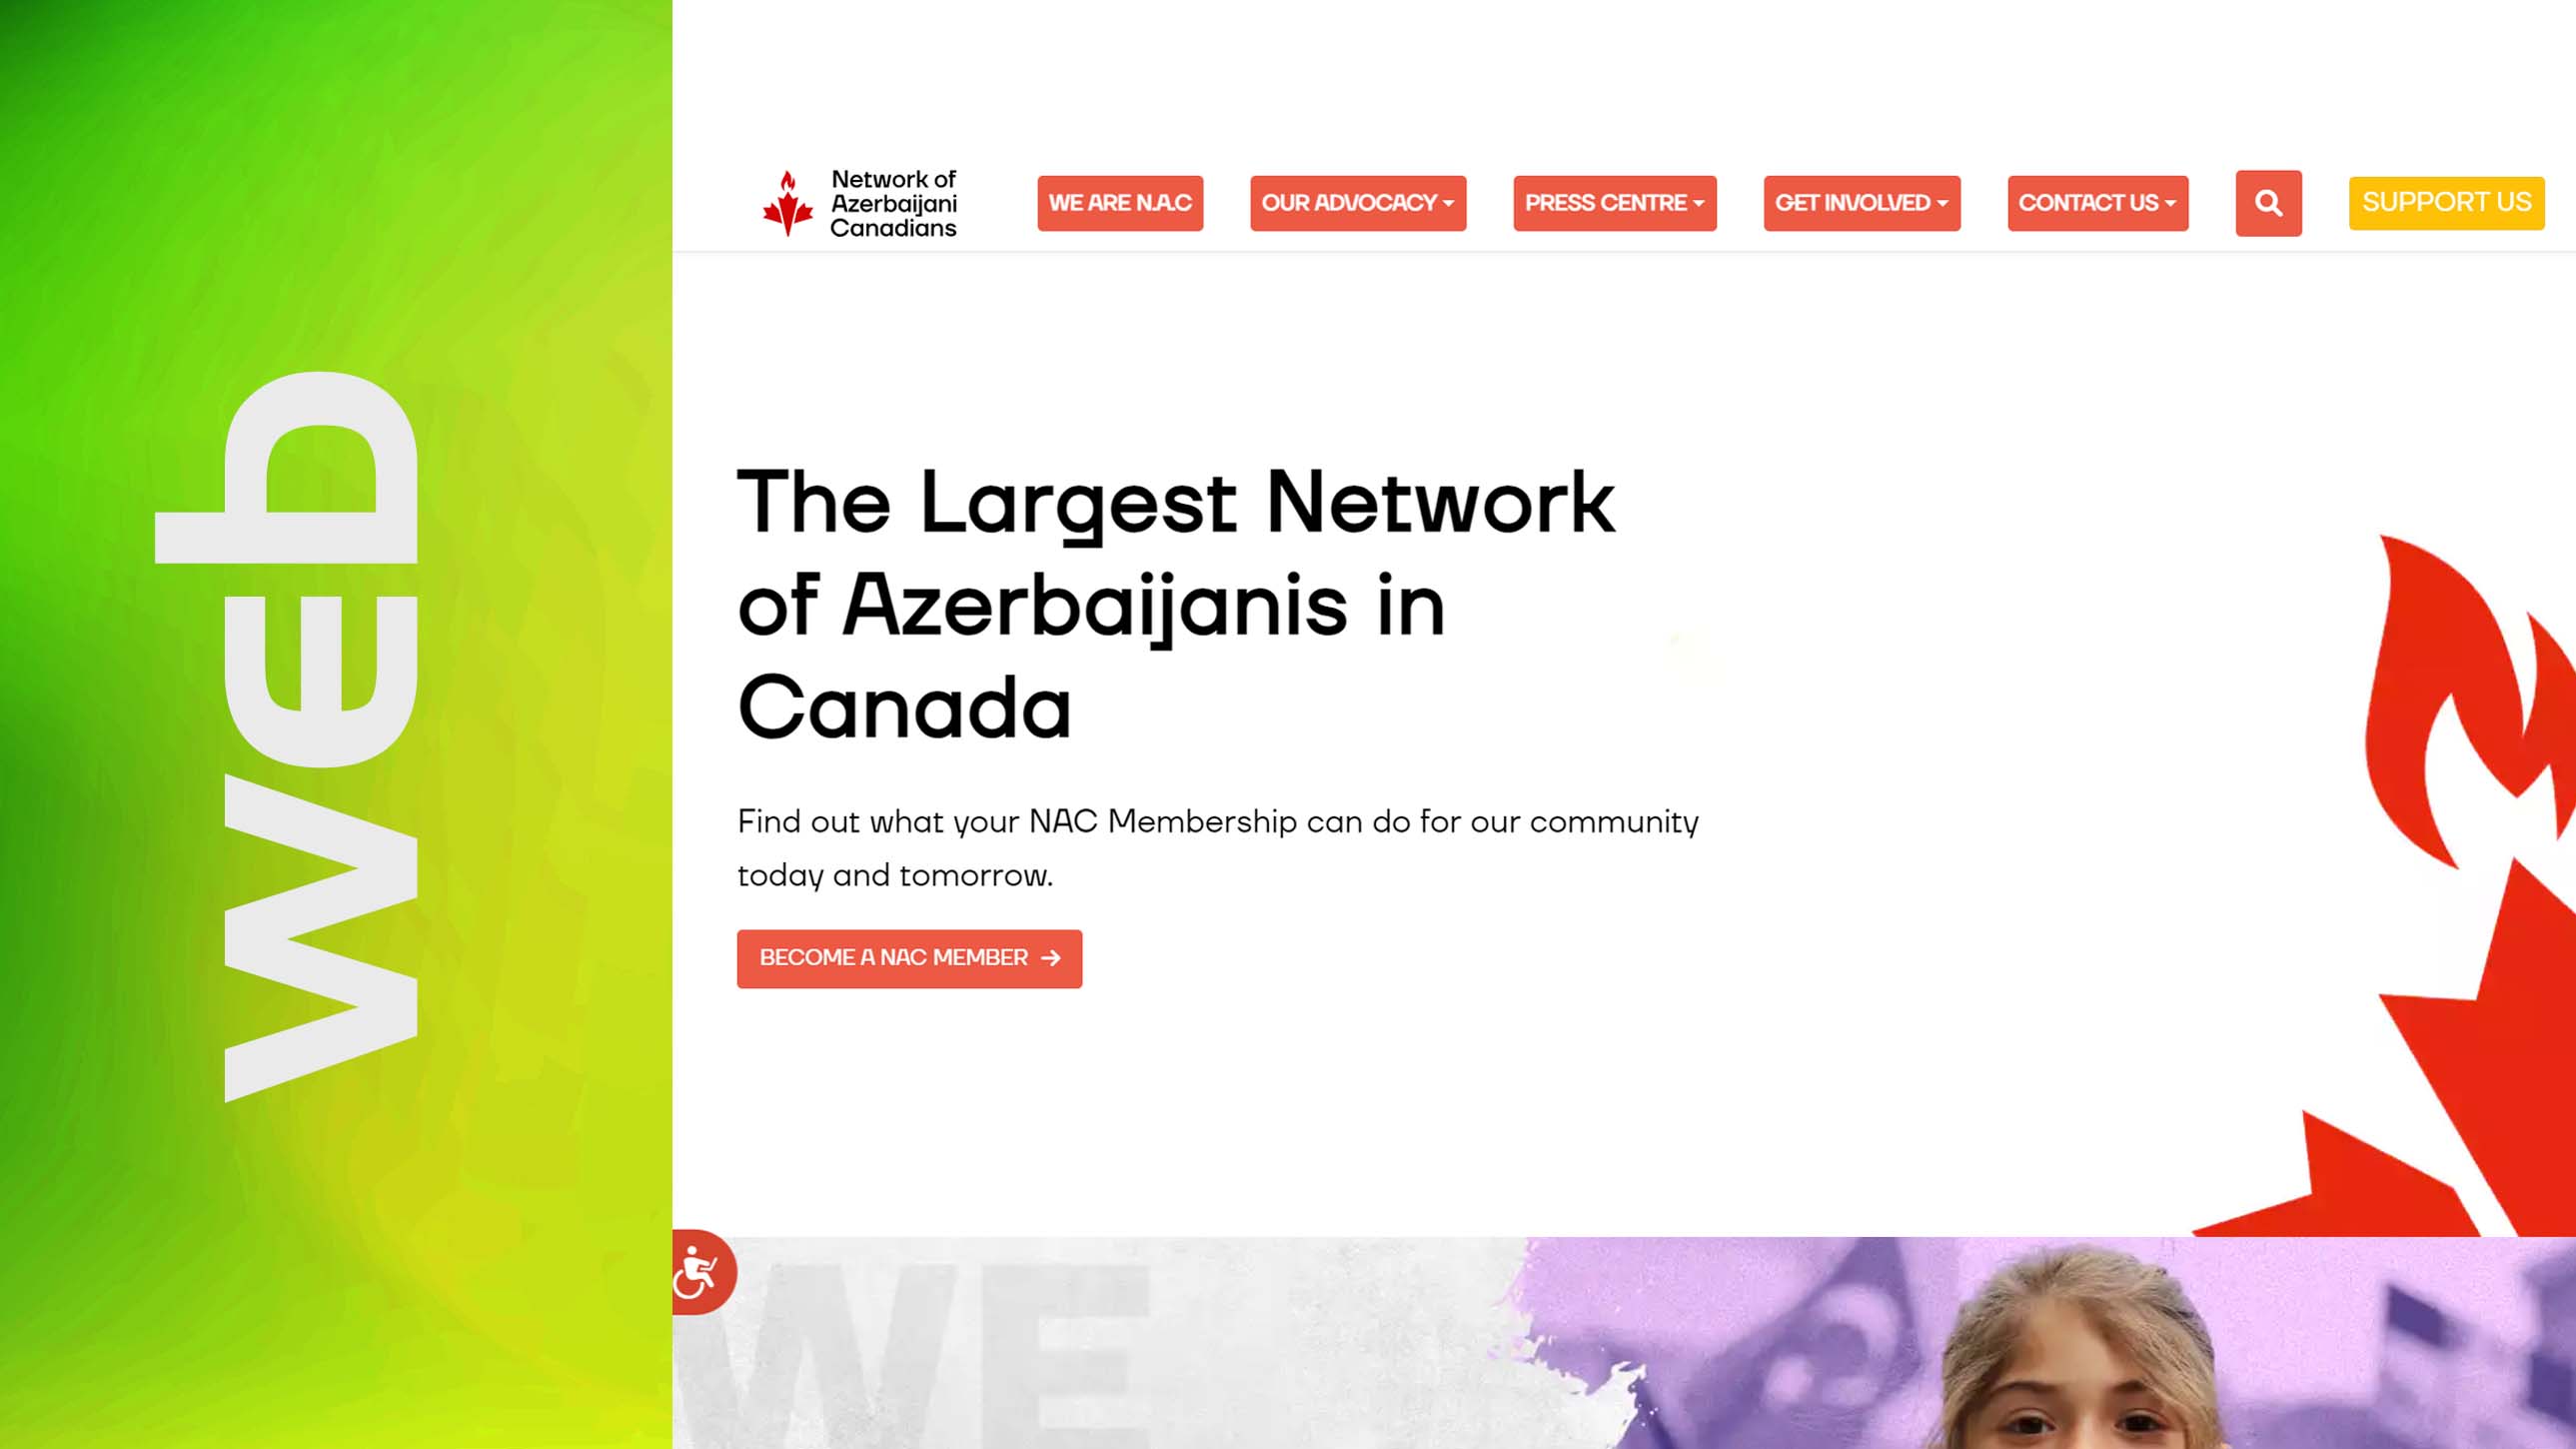 web
Network of
Azerbaijani
Canadians
WE ARE N.A.C
OUR ADVOCACY
PRESS CENTRE
GET INVOLVED
CONTACT US
SUPPORT US
The Largest Network
of Azerbaijanis in
Canada
Find out what your NAC Membership can do for our community
today and tomorrow.
BECOME A NAC MEMBER →
WE